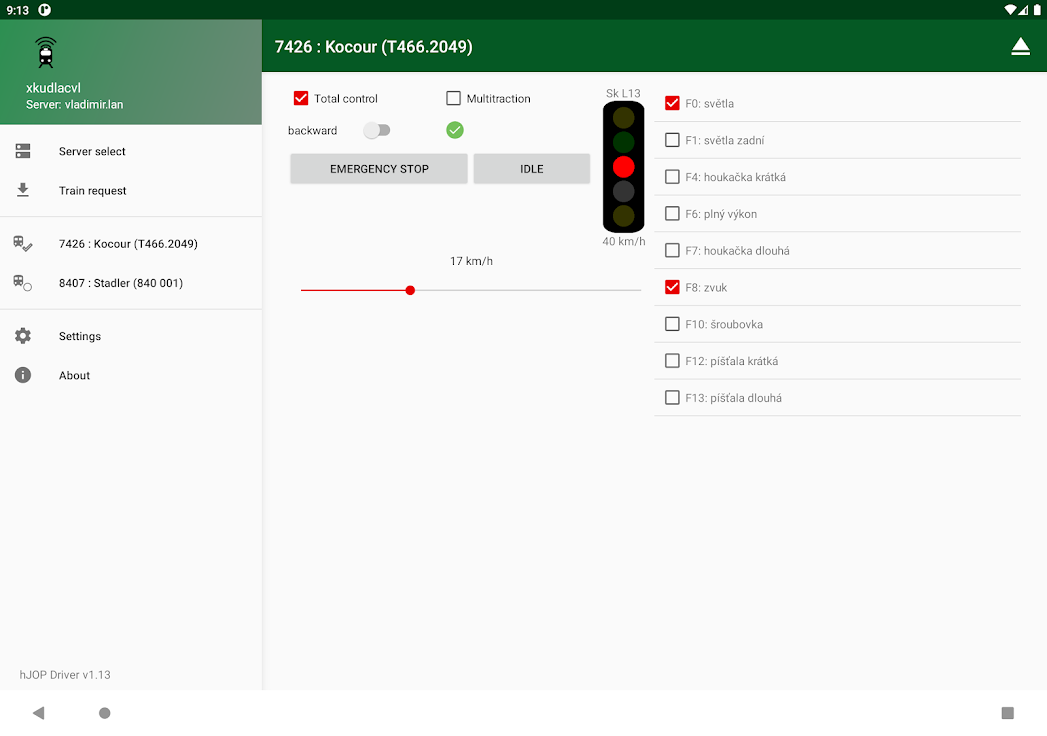 9:13
xkudlacvl
Server: vladimir.lan
Server select
Train request
7426 : Kocour (T466.2049)
8407 : Stadler (840 001)
Settings
About
hJOP Driver v1.13
7426 : Kocour (T466.2049)
Total control
Multitraction
backward
EMERGENCY STOP
IDLE
17 km/h
Sk L13
40 km/h
F0: světla
F1: světla zadní
F4: houkačka krátká
F6: plný výkon
F7: houkačka dlouhá
F8: zvuk
F10: šroubovka
F12: píšťala krátká
F13: píšťala dlouhá